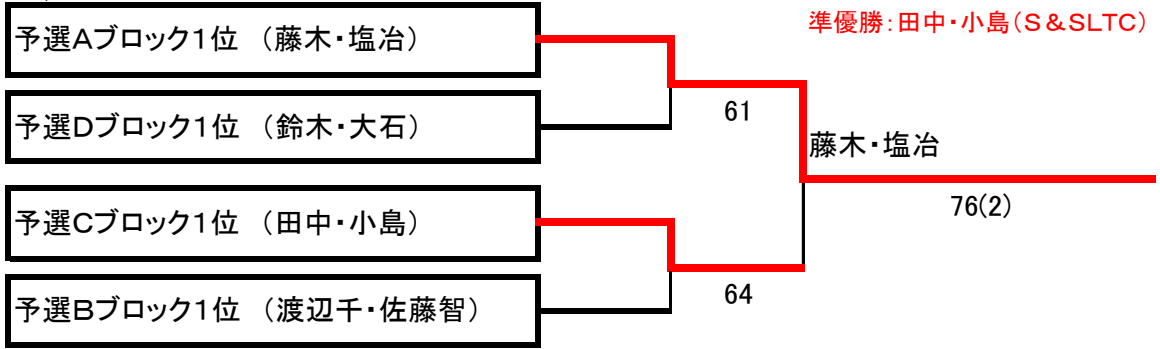 準優勝:田中・小島(S&SLTC)
予選Aブロック1位 (藤木・塩冶)
61
予選Dブロック1位 (鈴木・大石)
藤木・塩冶
76(2)
予選Cブロック1位 (田中・小島)
64
予選Bブロック1位 (渡辺千・佐藤智)